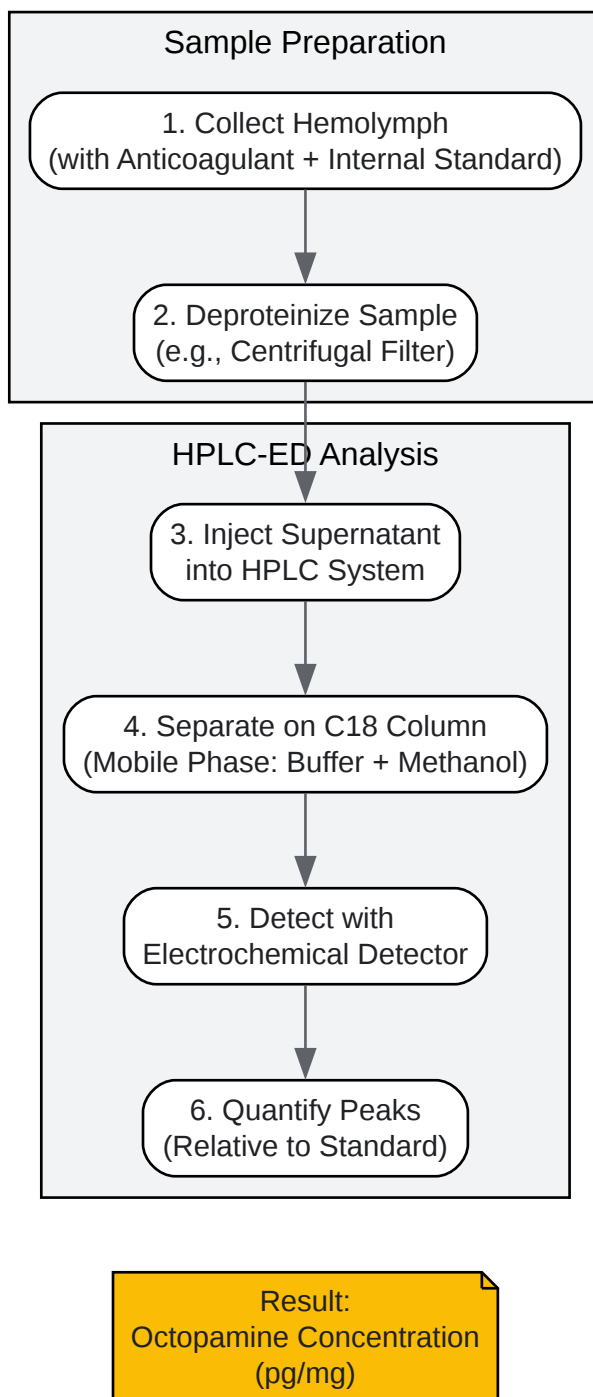 Sample Preparation
1. Collect Hemolymph
(with Anticoagulant + Internal Standard)
2. Deproteinize Sample
(e.g., Centrifugal Filter)
HPLC-ED Analysis
3. Inject Supernatant
into HPLC System
4. Separate on C18 Column
(Mobile Phase: Buffer + Methanol)
5. Detect with
Electrochemical Detector
6. Quantify Peaks
(Relative to Standard)
Result:
Octopamine Concentration
(pg/mg)